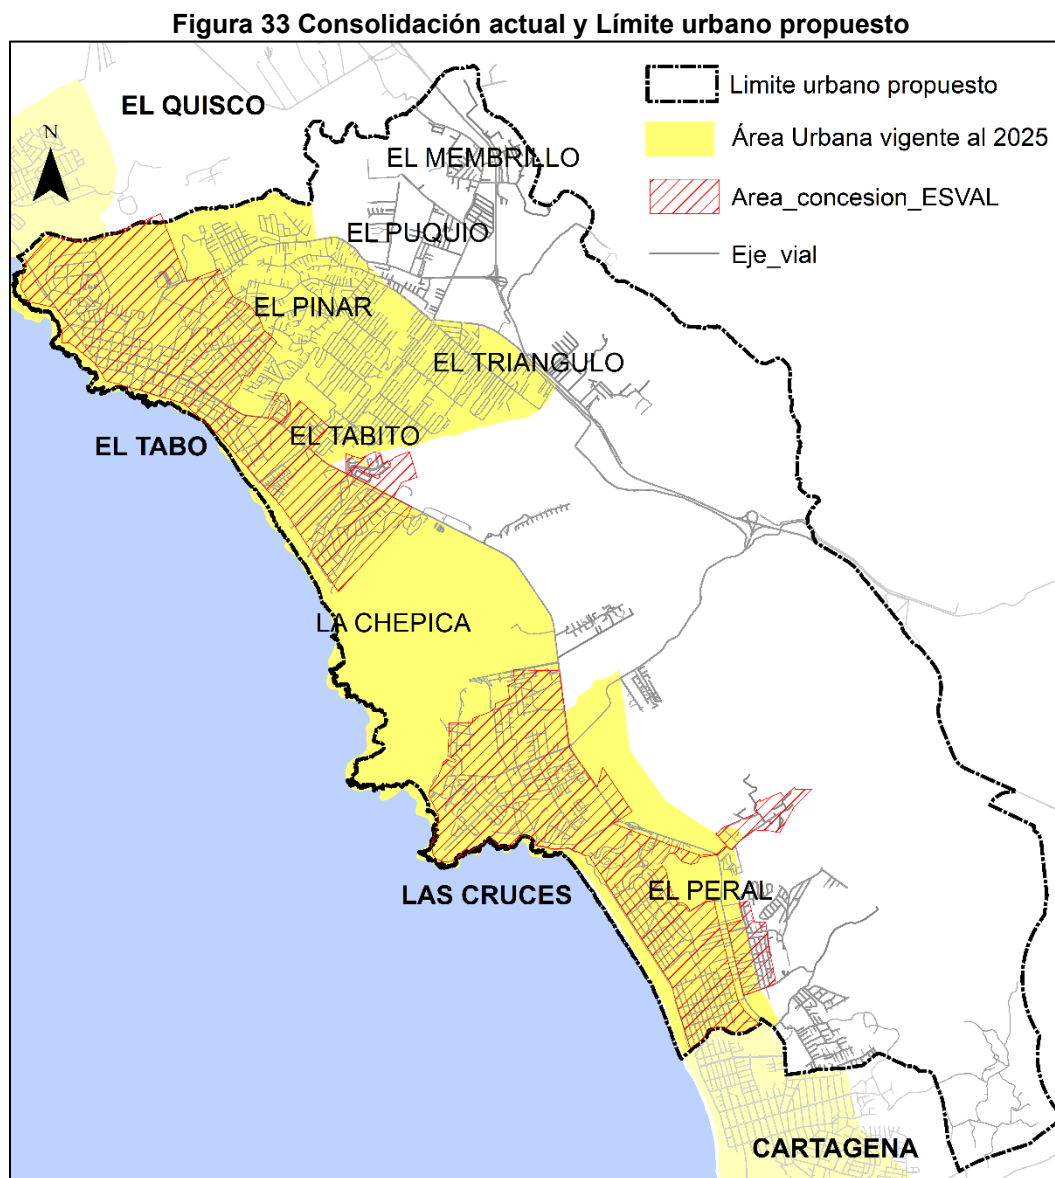 Figura 33 Consolidación actual y Límite urbano propuesto
Limite urbano propuesto
Área Urbana vigente al 2025
Area_concesion_ESVAL
Eje_vial
EL QUISCO
N
EL MEMBRILLO
EL PUQUIO
EL PINAR
EL TRIANGULO
EL TABITO
EL TABO
LA CHEPICA
LAS CRUCES
EL PERAL
CARTAGENA